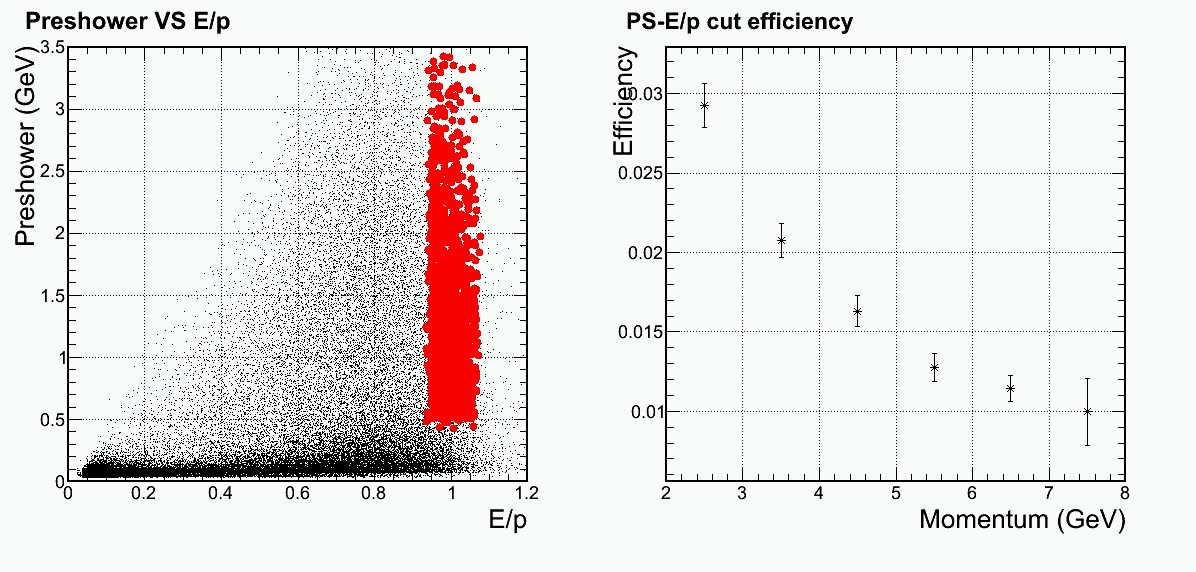 Preshower VS E/p
Preshower (GeV)
3.5
3
2.5
2
1.5
1
0.5
0
0 0.2 0.4 0.6 0.8 1 1.2
E/p
PS-E/p cut efficiency
Efficiency
0.03
0.025
0.02
0.015
0.01
2 3 4 5 6 7 8
Momentum (GeV)